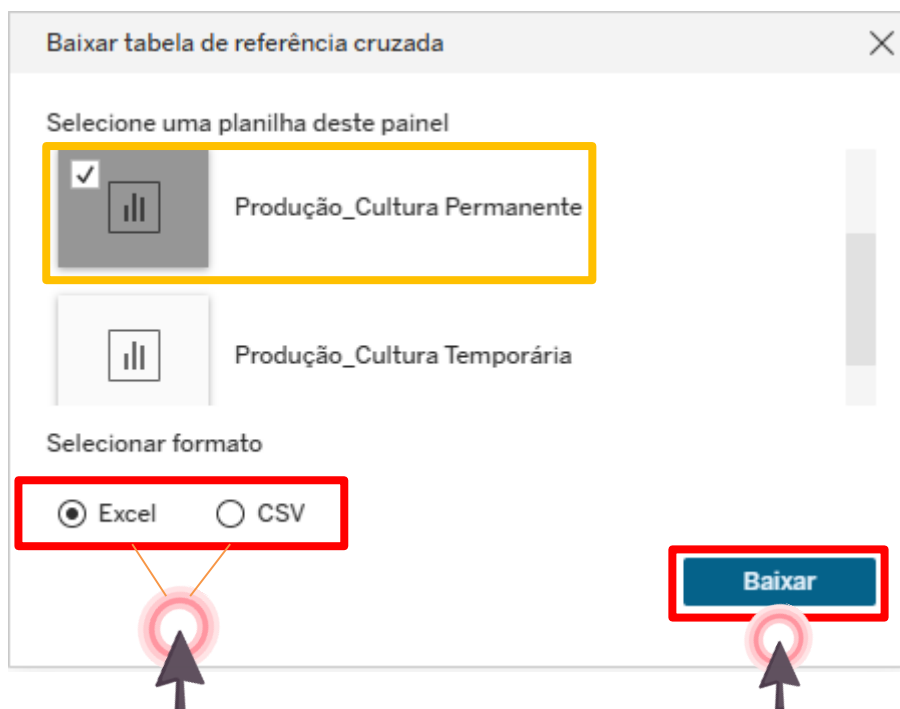 Baixar tabela de referência cruzada
Selecione uma planilha deste painel
Produção_Cultura Permanente
Produção_Cultura Temporária
Selecionar formato
Excel CSV
Baixar